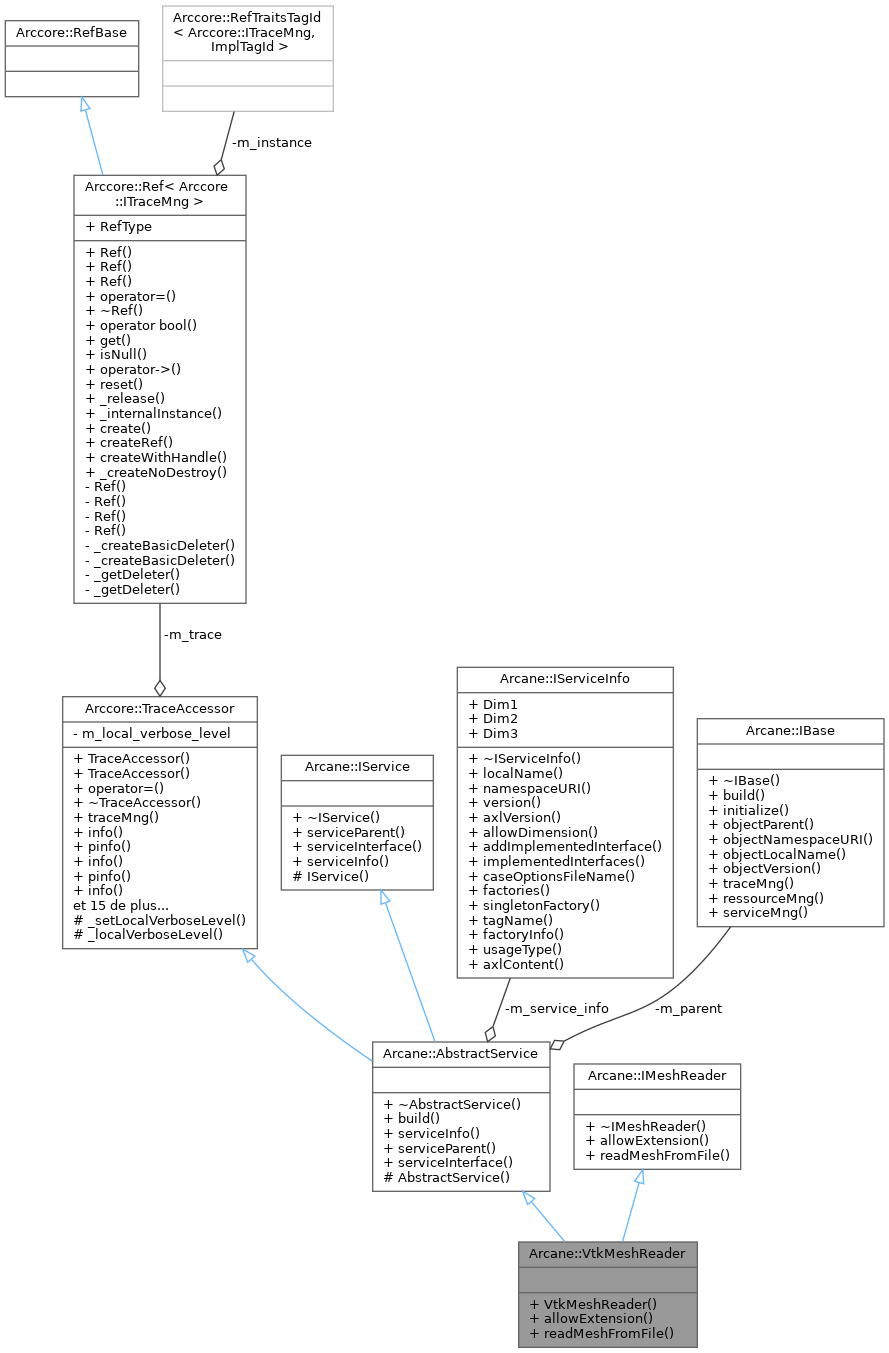 Arccore::RefBase
Arccore::RefTraitsTagId
< Arccore::ITraceMng,
ImplTagId >
-m_instance
Arccore::Ref< Arccore
::ITraceMng >
+ RefType
+ Ref()
+ Ref()
+ Ref()
+ operator=()
+ ~Ref()
+ operator bool()
+ get()
+ isNull()
+ operator->()
+ reset()
+ _release()
+ _internalInstance()
+ create()
+ createRef()
+ createWithHandle()
+ _createNoDestroy()
- Ref()
- Ref()
- Ref()
- Ref()
- _createBasicDeleter()
- _createBasicDeleter()
- _getDeleter()
- _getDeleter()
-m_trace
Arccore::TraceAccessor
- m_local_verbose_level
+ TraceAccessor()
+ TraceAccessor()
+ operator=()
+ ~TraceAccessor()
+ traceMng()
+ info()
+ pinfo()
+ info()
+ pinfo()
+ info()
et 15 de plus...
# _setLocalVerboseLevel()
# _localVerboseLevel()
Arcane::IService
+ ~IService()
+ serviceParent()
+ serviceInterface()
+ serviceInfo()
# IService()
Arcane::IServiceInfo
+ Dim1
+ Dim2
+ Dim3
+ ~IServiceInfo()
+ localName()
+ namespaceURI()
+ version()
+ axlVersion()
+ allowDimension()
+ addImplementedInterface()
+ implementedInterfaces()
+ caseOptionsFileName()
+ factories()
+ singletonFactory()
+ tagName()
+ factoryInfo()
+ usageType()
+ axlContent()
Arcane::IBase
+ ~IBase()
+ build()
+ initialize()
+ objectParent()
+ objectNamespaceURI()
+ objectLocalName()
+ objectVersion()
+ traceMng()
+ ressourceMng()
+ serviceMng()
-m_service_info
-m_parent
Arcane::AbstractService
+ ~AbstractService()
+ build()
+ serviceInfo()
+ serviceParent()
+ serviceInterface()
# AbstractService()
Arcane::IMeshReader
+ ~IMeshReader()
+ allowExtension()
+ readMeshFromFile()
Arcane::VtkMeshReader
+ VtkMeshReader()
+ allowExtension()
+ readMeshFromFile()